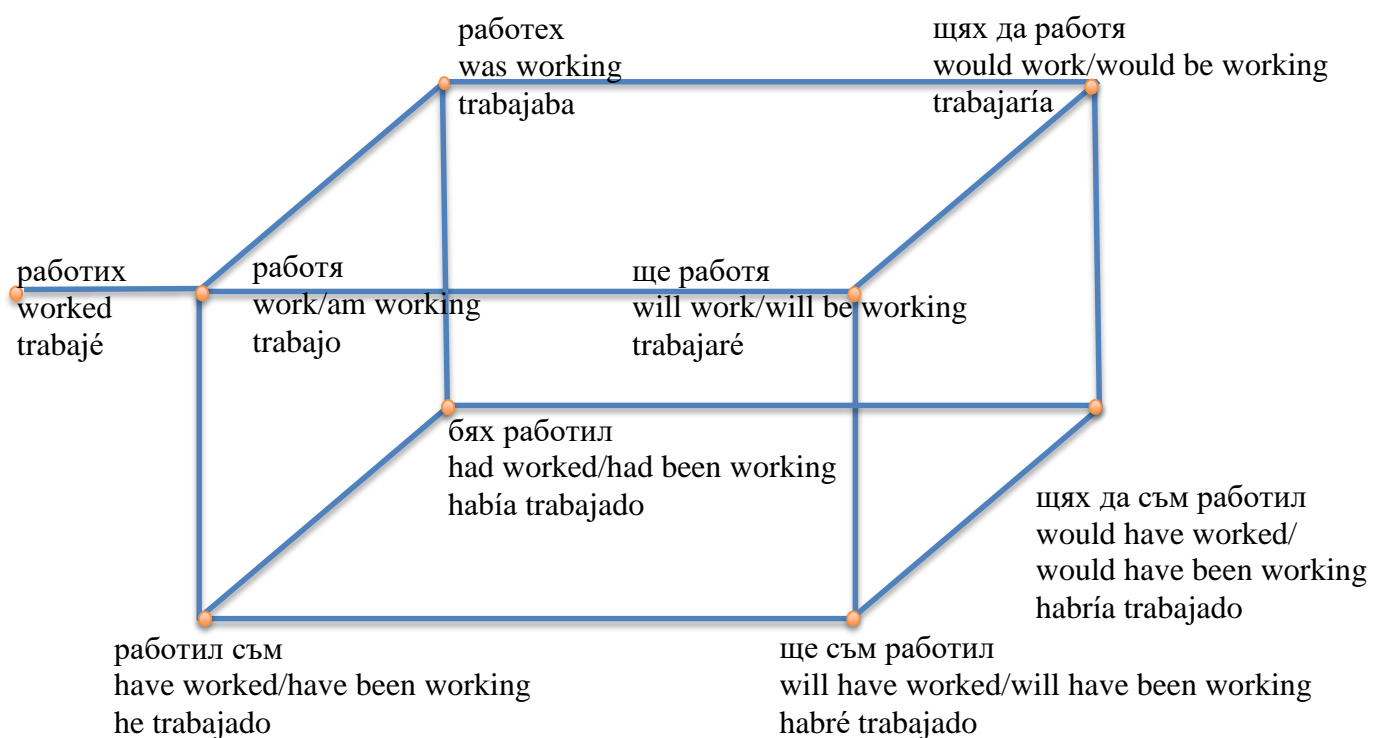 работех
was working
trabajaba
щях да работя
would work/would be working
trabajaría
работих
worked
trabajé
работя
work/am working
trabajo
ще работя
will work/will be working
trabajaré
бях работил
had worked/had been working
había trabajado
щях да съм работил
would have worked/
would have been working
habría trabajado
работил съм
have worked/have been working
he trabajado
ще съм работил
will have worked/will have been working
habré trabajado